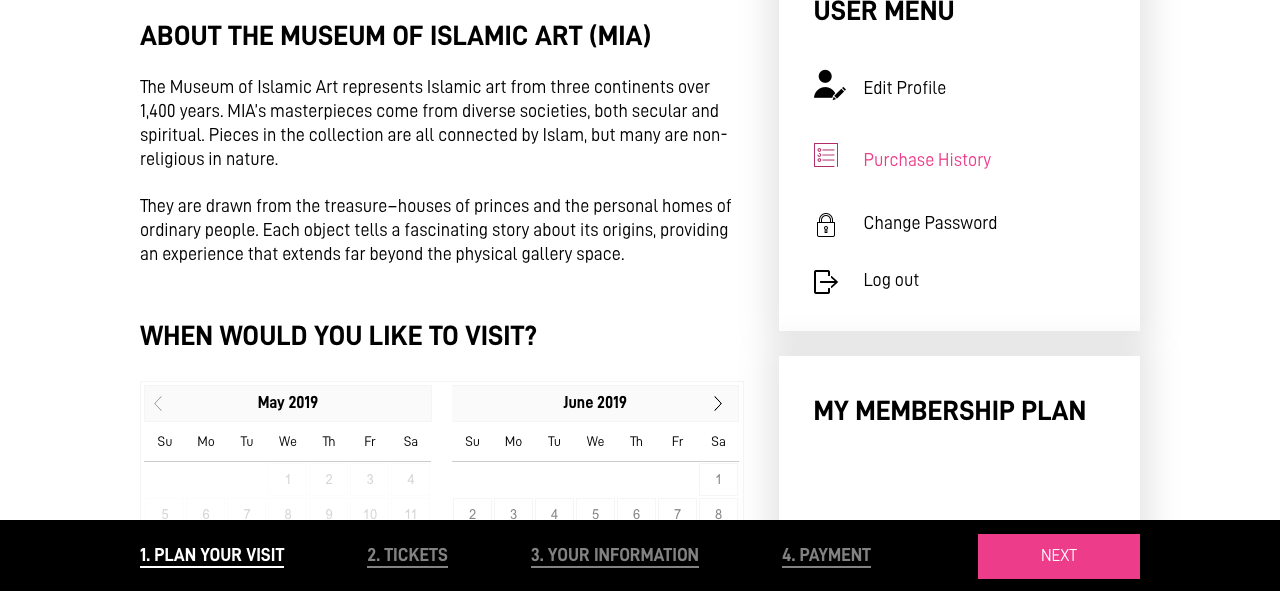 ABOUT THE MUSEUM OF ISLAMIC ART (MIA)
The Museum of Islamic Art represents Islamic art from three continents over
1,400 years. MIA's masterpieces come from diverse societies, both secular and
spiritual. Pieces in the collection are all connected by Islam, but many are non-
religious in nature.
They are drawn from the treasure–houses of princes and the personal homes of
ordinary people. Each object tells a fascinating story about its origins, providing
an experience that extends far beyond the physical gallery space.
WHEN WOULD YOU LIKE TO VISIT?
May 2019
Su Mo Tu We Th Fr Sa
1 2 3 4
5 6 7 8 9 10 11
June 2019
Su Mo Tu We Th Fr Sa
1
2 3 4 5 6 7 8
USER MENU
Edit Profile
Purchase History
Change Password
Log out
MY MEMBERSHIP PLAN
1. PLAN YOUR VISIT
2. TICKETS
3. YOUR INFORMATION
4. PAYMENT
NEXT